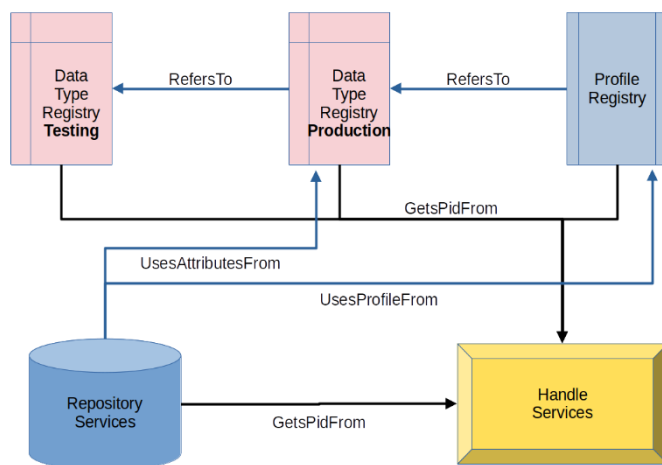 Data
Type
Registry
Testing
RefersTo
Data
Type
Registry
Production
RefersTo
Profile
Registry
GetsPidFrom
UsesAttributesFrom
UsesProfileFrom
Repository
Services
GetsPidFrom
Handle
Services